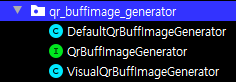 qr_buffimage_generator
C DefaultQrBuffImageGenerator
I QrBuffImageGenerator
C VisualQrBuffImageGenerator